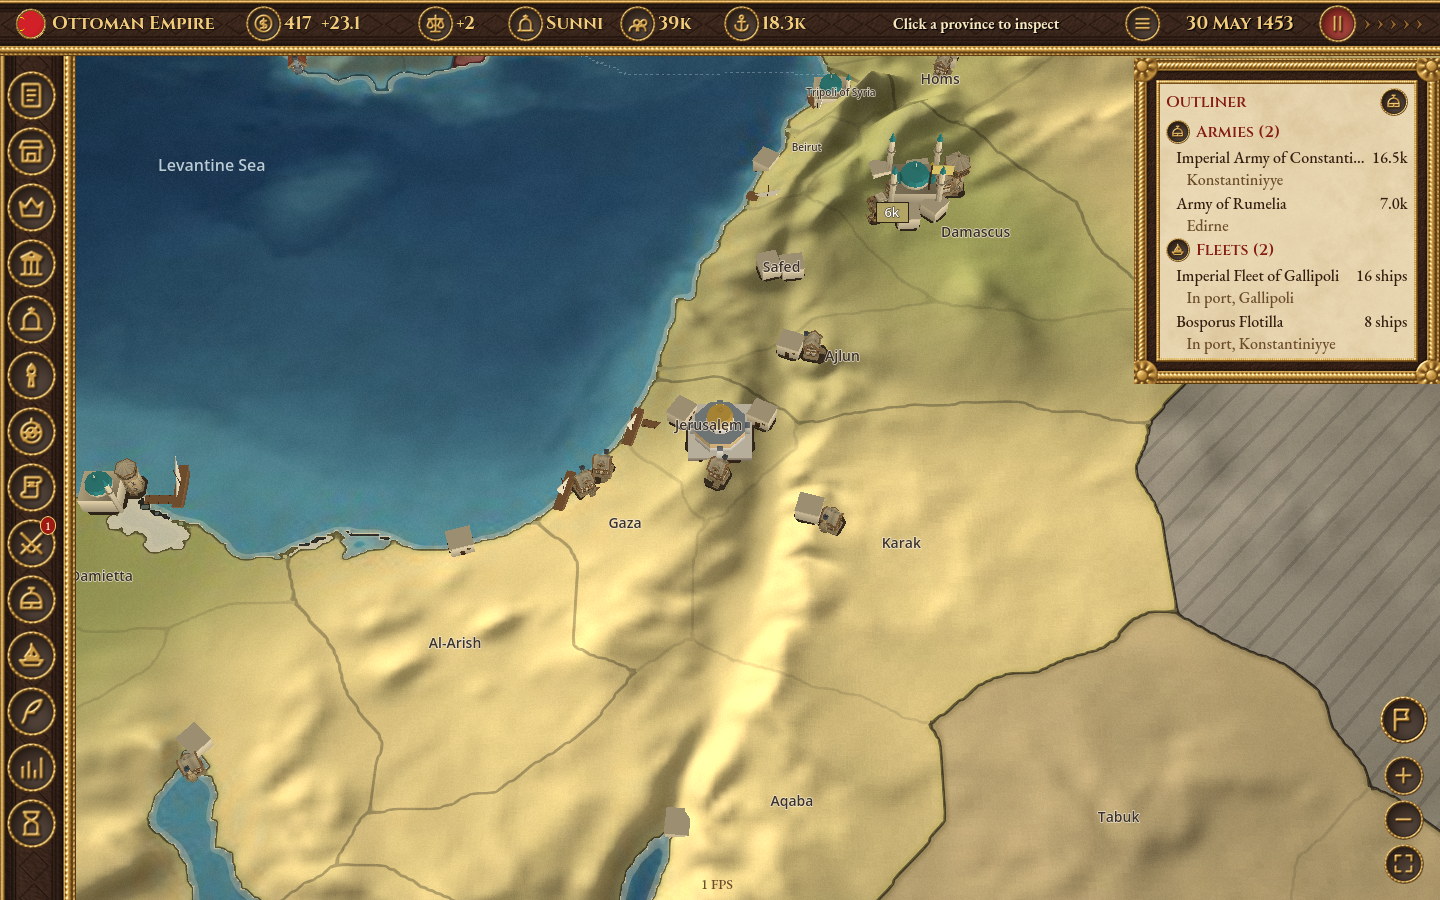 OTTOMAN EMPIRE 417 +23.1 +2 SUNNI 39K 18.3K Click a province to inspect 30 MAY 1453
OUTLINER
ARMIES (2)
Imperial Army of Constanti... 16.5k
Konstantiniyye
Army of Rumelia 7.0k
Edirne
FLEETS (2)
Imperial Fleet of Gallipoli 16 ships
In port, Gallipoli
Bosporus Flotilla 8 ships
In port, Konstantiniyye
Homs
Tripoli of Syria
Beirut
Levantine Sea
6k
Damascus
Safed
Ajlun
Jerusalem
Gaza
1
Karak
Damietta
Al-Arish
Aqaba
Tabuk
1 FPS